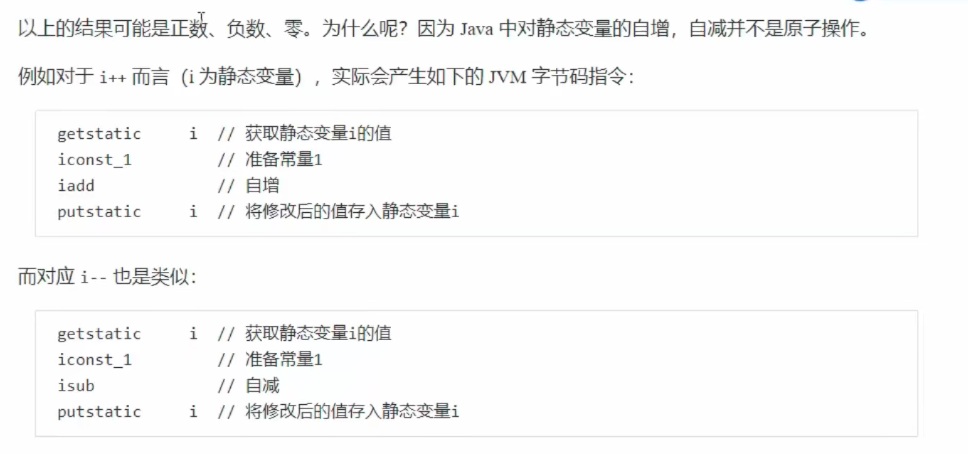 以上的结果可能是正数、负数、零。为什么呢？因为 Java 中对静态变量的自增，自减并不是原子操作。
例如对于 i++ 而言（i 为静态变量），实际会产生如下的 JVM 字节码指令：
getstatic     i  // 获取静态变量i的值
iconst_1         // 准备常量1
iadd             // 自增
putstatic     i  // 将修改后的值存入静态变量i
而对应 i-- 也是类似：
getstatic     i  // 获取静态变量i的值
iconst_1         // 准备常量1
isub             // 自减
putstatic     i  // 将修改后的值存入静态变量i